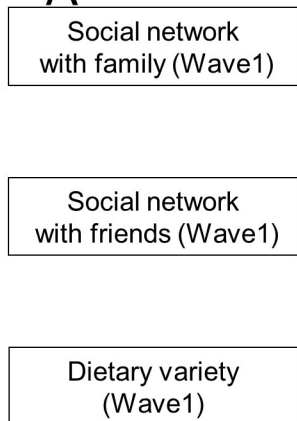 Social network
with family (Wave1)
Social network
with friends (Wave1)
Dietary variety
(Wave1)